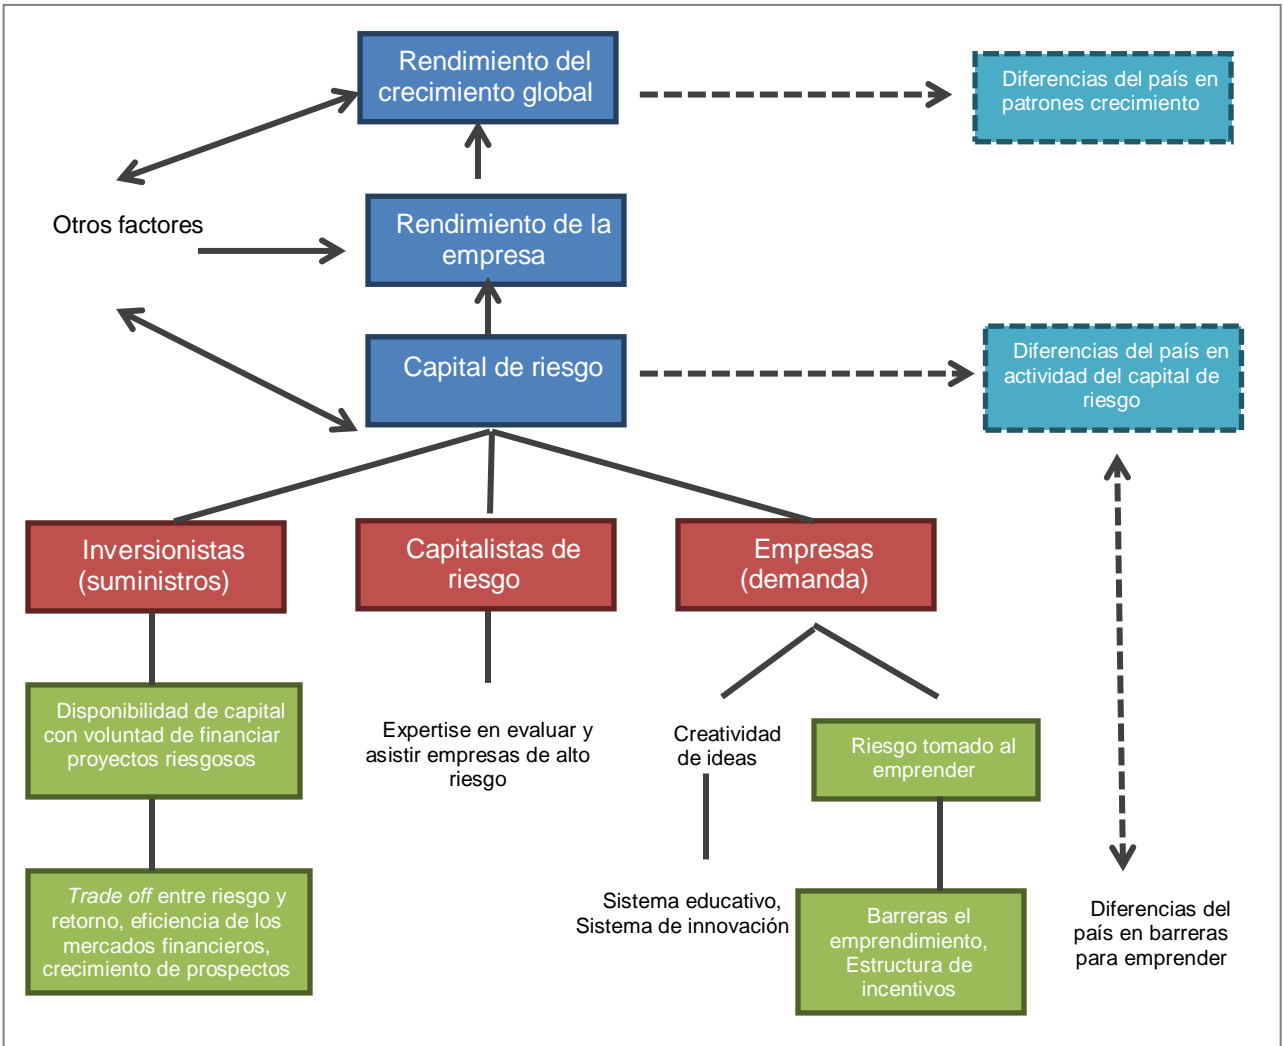 Rendimiento del
crecimiento global
Diferencias del país en
patrones crecimiento
Otros factores
Rendimiento de la
empresa
Capital de riesgo
Diferencias del país en
actividad del capital de
riesgo
Inversionistas
(suministros)
Capitalistas de
riesgo
Empresas
(demanda)
Disponibilidad de capital
con voluntad de financiar
proyectos riesgosos
Expertise en evaluar y
asistir empresas de alto
riesgo
Creatividad
de ideas
Riesgo tomado al
emprender
Trade off entre riesgo y
retorno, eficiencia de los
mercados financieros,
crecimiento de prospectos
Sistema educativo,
Sistema de innovación
Barreras el
emprendimiento,
Estructura de
incentivos
Diferencias del
país en barreras
para emprender